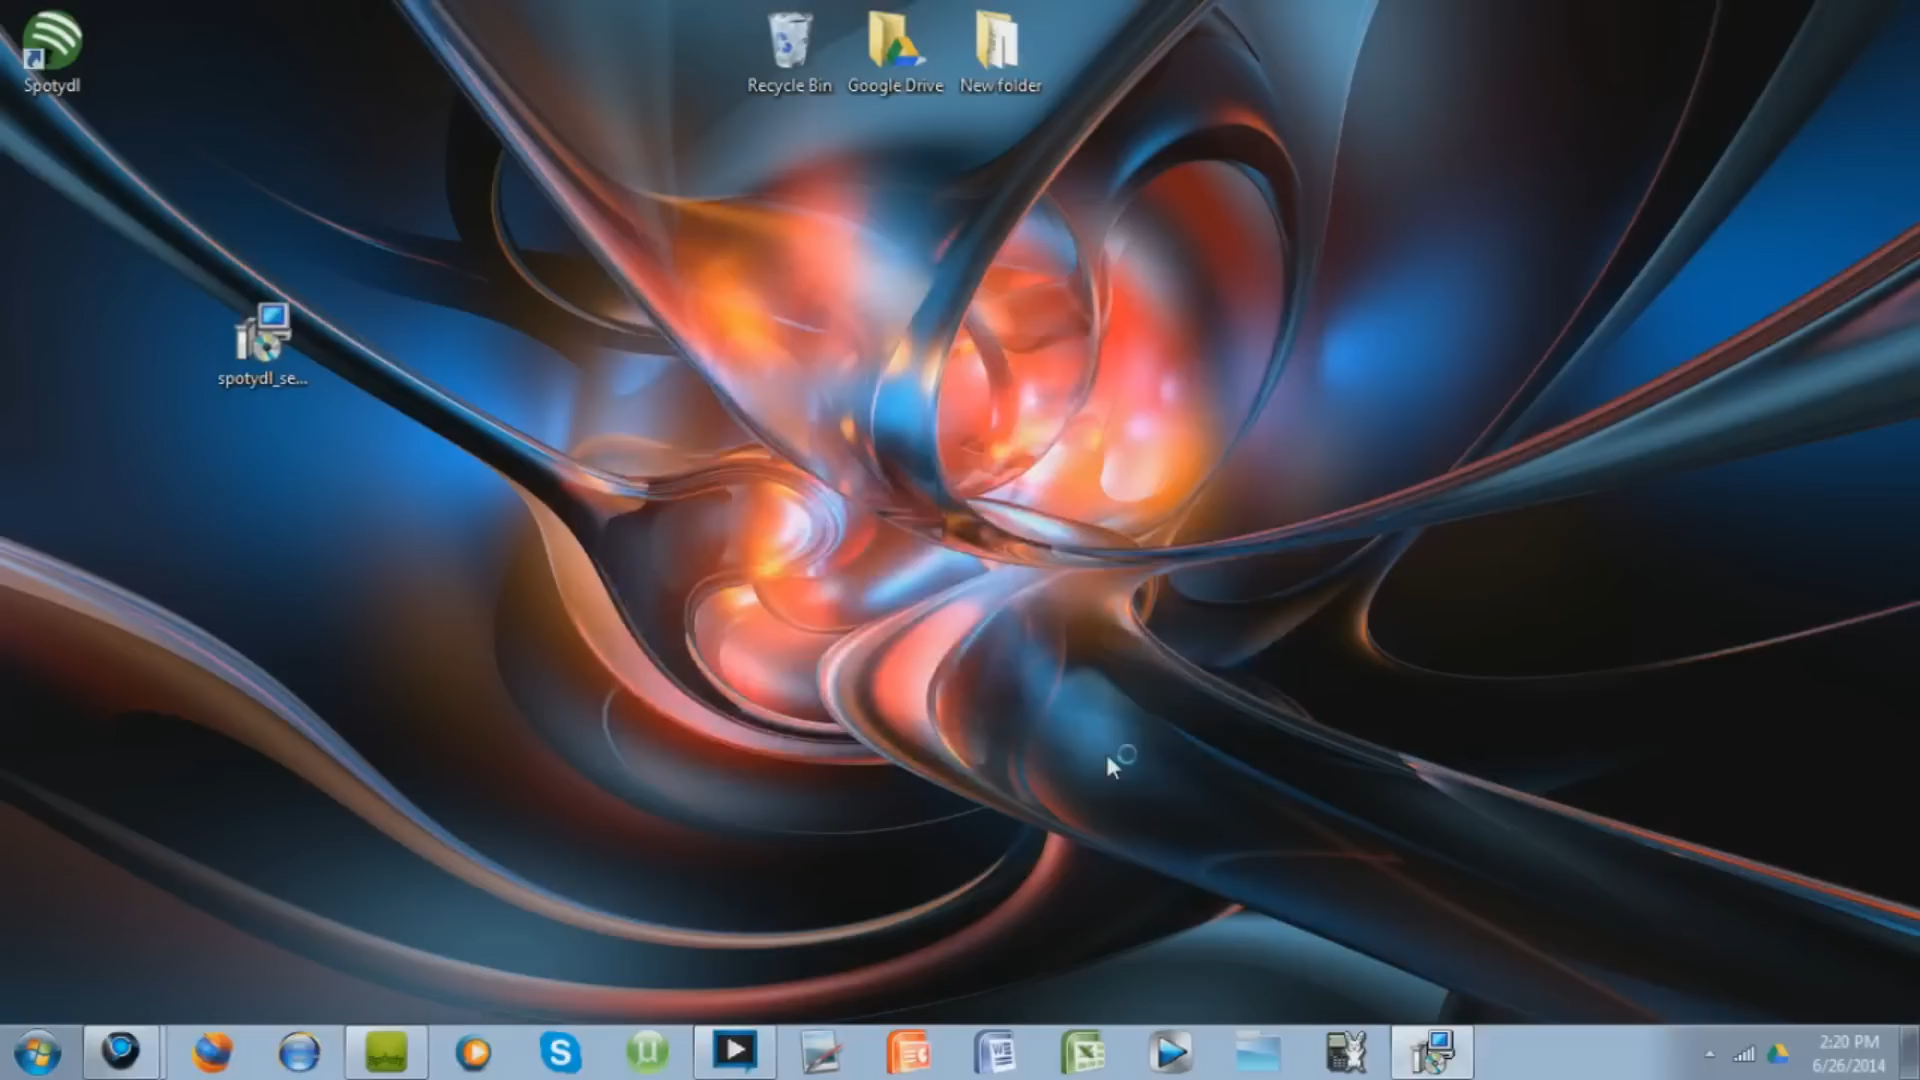 Spotydl
Recycle Bin
Google Drive
New folder
spotydl_se...
S
µ
W
X
2:20 PM
6/26/2014